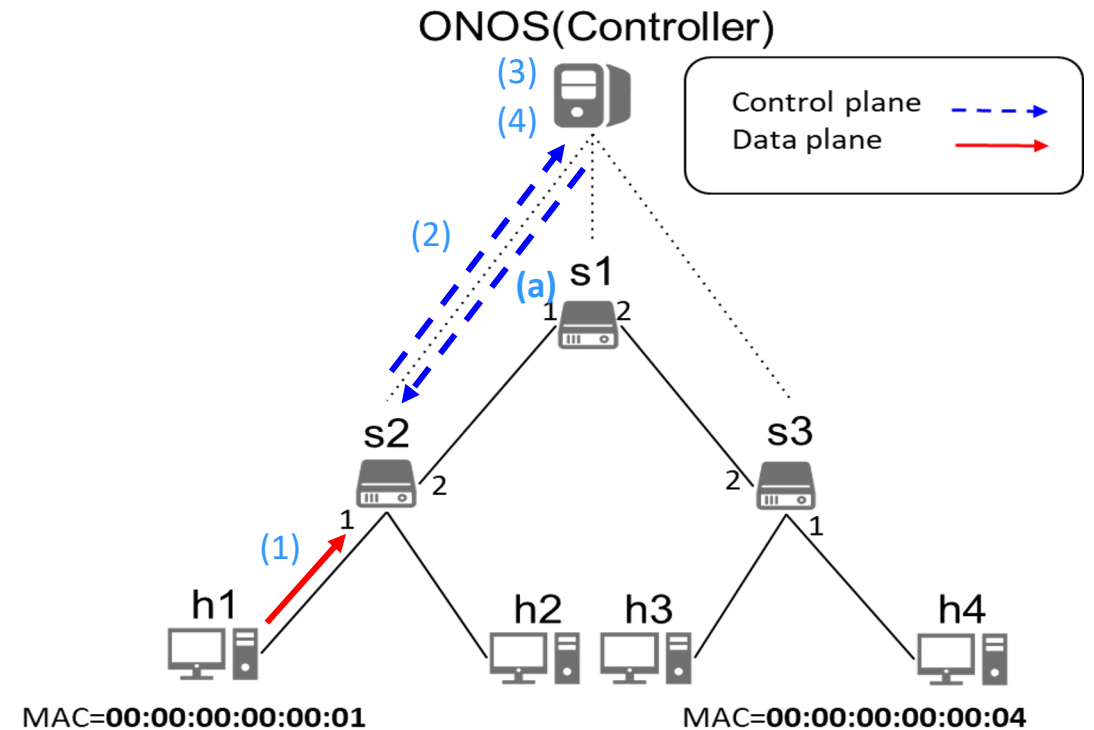 ONOS(Controller)
(3)
(4)
Control plane
Data plane
(2)
(a)
s1
1
2
s2
2
s3
2
1
1
(1)
h1
h2
h3
h4
MAC=00:00:00:00:00:01
MAC=00:00:00:00:00:04